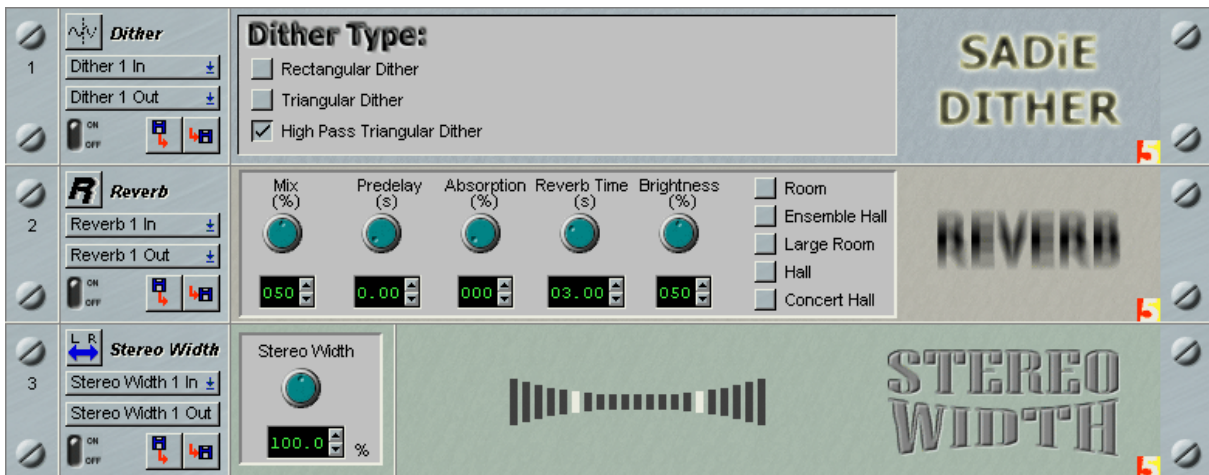 Dither
1
Dither 1 In
Dither 1 Out
ON
OFF
Dither Type:
Rectangular Dither
Triangular Dither
High Pass Triangular Dither
SADiE
DITHER
5
R Reverb
2
Reverb 1 In
Reverb 1 Out
ON
OFF
Mix Predelay Absorption Reverb Time Brightness
(%) (s) (%) (s) (%)
050 0.00 000 03.00 050
Room
Ensemble Hall
Large Room
Hall
Concert Hall
REVERB
5
L R
Stereo Width
3
Stereo Width 1 In
Stereo Width 1 Out
ON
OFF
Stereo Width
100.0 %
STEREO
WIDTH
5